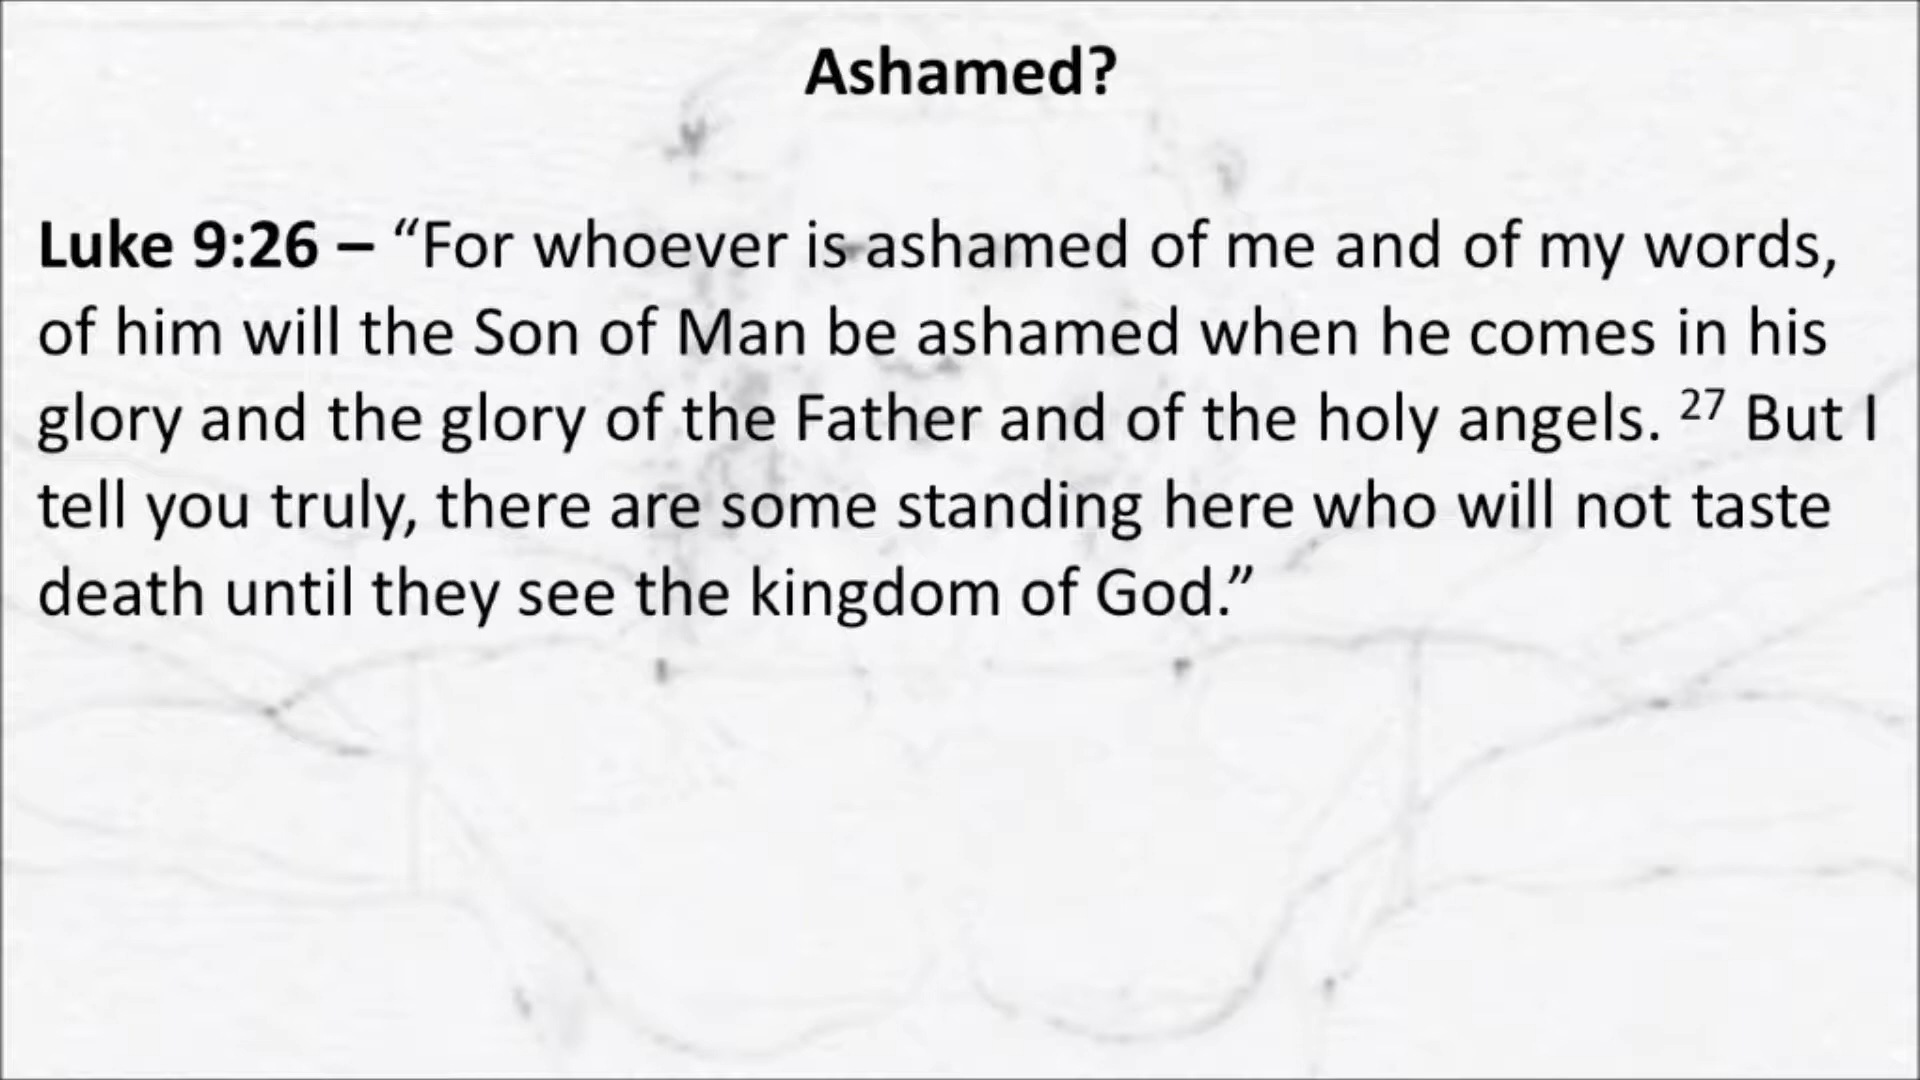 Ashamed?
Luke 9:26 – “For whoever is ashamed of me and of my words,
of him will the Son of Man be ashamed when he comes in his
glory and the glory of the Father and of the holy angels. ²⁷ But I
tell you truly, there are some standing here who will not taste
death until they see the kingdom of God.”